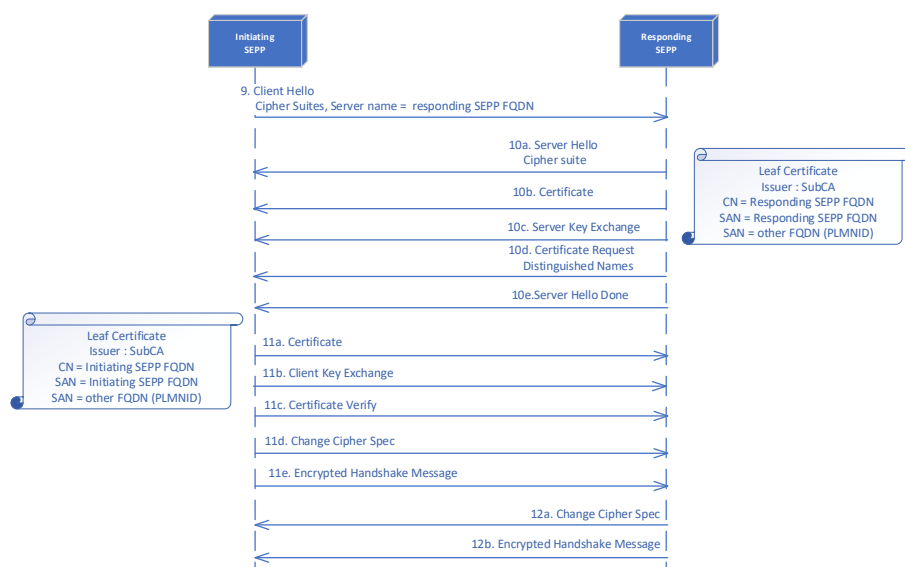 Initiating
SEPP
Responding
SEPP
9. Client Hello
Cipher Suites, Server name = responding SEPP FQDN
10a. Server Hello
Cipher suite
10b. Certificate
10c. Server Key Exchange
10d. Certificate Request
Distinguished Names
10e.Server Hello Done
Leaf Certificate
Issuer : SubCA
CN = Responding SEPP FQDN
SAN = Responding SEPP FQDN
SAN = other FQDN (PLMNID)
Leaf Certificate
Issuer : SubCA
CN = Initiating SEPP FQDN
SAN = Initiating SEPP FQDN
SAN = other FQDN (PLMNID)
11a. Certificate
11b. Client Key Exchange
11c. Certificate Verify
11d. Change Cipher Spec
11e. Encrypted Handshake Message
12a. Change Cipher Spec
12b. Encrypted Handshake Message